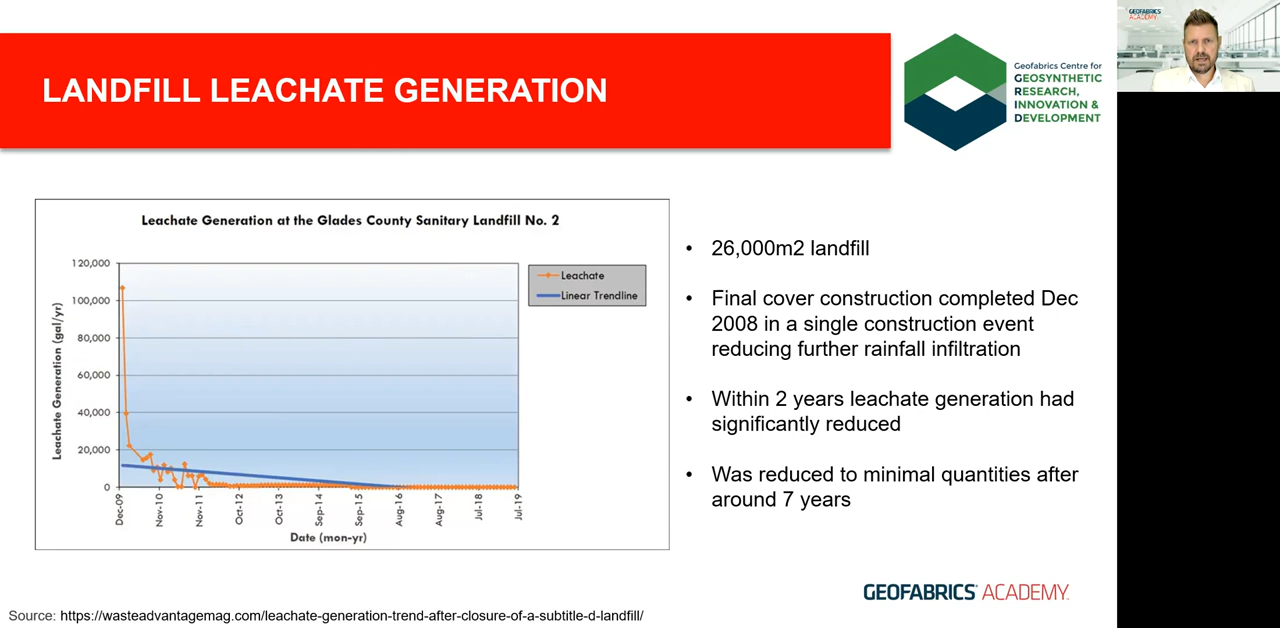 LANDFILL LEACHATE GENERATION
Geofabrics Centre for
GEOSYNTHETIC
RESEARCH,
INNOVATION &
DEVELOPMENT
GEOFABRICS
ACADEMY
Leachate Generation at the Glades County Sanitary Landfill No. 2
Leachate Generation (gal/yr)
120,000
100,000
80,000
60,000
40,000
20,000
0
Dec-09
Nov-10
Nov-11
Oct-12
Oct-13
Sep-14
Sep-15
Aug-16
Aug-17
Jul-18
Jul-19
Date (mon-yr)
Leachate
Linear Trendline
• 26,000m2 landfill
• Final cover construction completed Dec
2008 in a single construction event
reducing further rainfall infiltration
• Within 2 years leachate generation had
significantly reduced
• Was reduced to minimal quantities after
around 7 years
GEOFABRICS ACADEMY
Source: https://wasteadvantagemag.com/leachate-generation-trend-after-closure-of-a-subtitle-d-landfill/